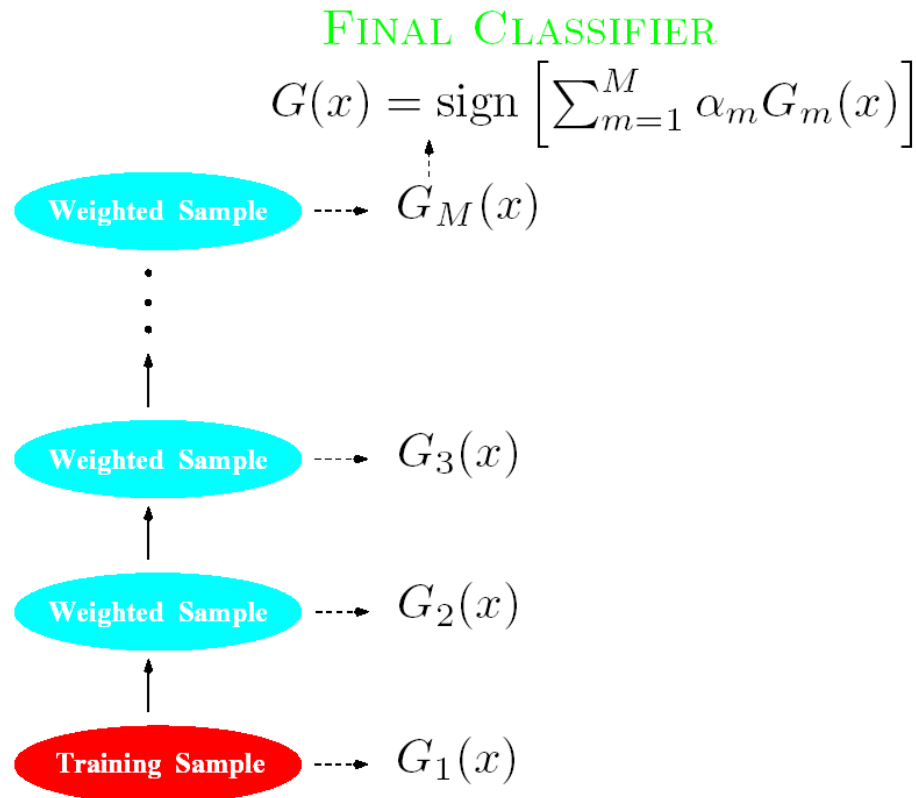 FINAL CLASSIFIER
G(x) = sign [∑_{m=1}^{M} α_m G_m(x)]
Weighted Sample G_M(x)
Weighted Sample G_3(x)
Weighted Sample G_2(x)
Training Sample G_1(x)